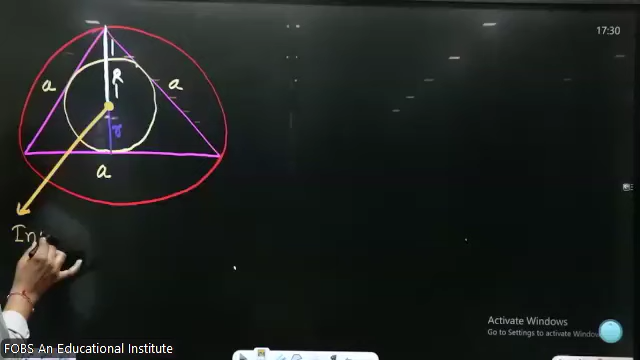 17:30
R
a
a
r
a
In
Activate Windows
Go to Settings to activate Windows
FOBS An Educational Institute